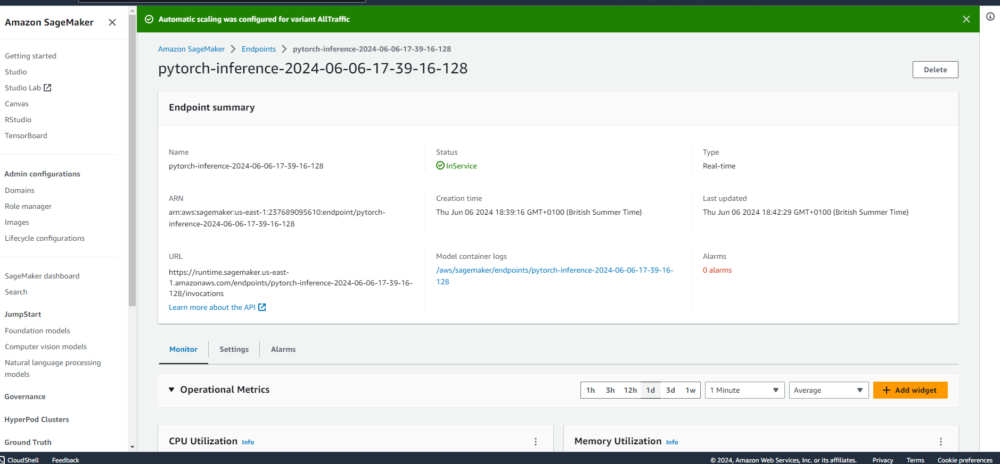 Amazon SageMaker
Getting started
Studio
Studio Lab
Canvas
RStudio
TensorBoard
Admin configurations
Domains
Role manager
Images
Lifecycle configurations
SageMaker dashboard
Search
JumpStart
Foundation models
Computer vision models
Natural language processing
models
Governance
HyperPod Clusters
Ground Truth
Automatic scaling was configured for variant AllTraffic
Amazon SageMaker > Endpoints > pytorch-inference-2024-06-06-17-39-16-128
pytorch-inference-2024-06-06-17-39-16-128
Delete
Endpoint summary
Name
pytorch-inference-2024-06-06-17-39-16-128
Status
InService
Type
Real-time
ARN
arn:aws:sagemaker:us-east-1:237689095610:endpoint/pytorch-
inference-2024-06-06-17-39-16-128
Creation time
Thu Jun 06 2024 18:39:16 GMT+0100 (British Summer Time)
Last updated
Thu Jun 06 2024 18:42:29 GMT+0100 (British Summer Time)
URL
https://runtime.sagemaker.us-east-
1.amazonaws.com/endpoints/pytorch-inference-2024-06-06-17-39-16-
128/invocations
Learn more about the API
Model container logs
/aws/sagemaker/endpoints/pytorch-inference-2024-06-06-17-39-16-
128
Alarms
0 alarms
Monitor
Settings
Alarms
Operational Metrics
1h 3h 12h 1d 3d 1w
1 Minute
Average
Add widget
CPU Utilization Info
Memory Utilization Info
CloudShell Feedback
© 2024, Amazon Web Services, Inc. or its affiliates. Privacy Terms Cookie preferences